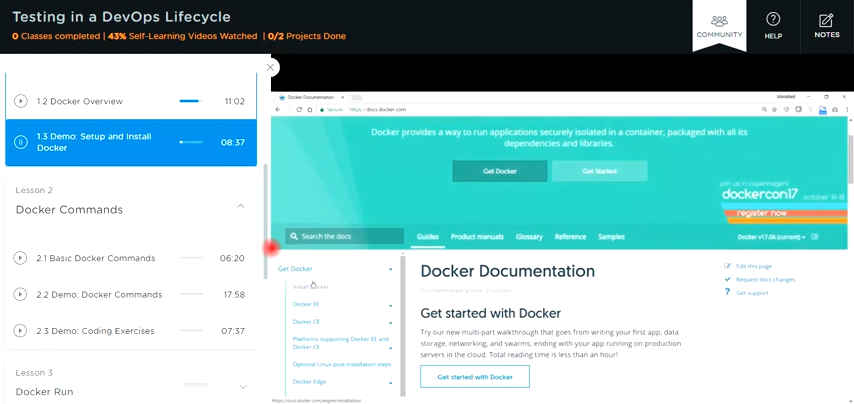 Testing in a DevOps Lifecycle
0 Classes completed | 43% Self-Learning Videos Watched | 0/2 Projects Done
COMMUNITY
HELP
NOTES
1.2 Docker Overview
11:02
1.3 Demo: Setup and Install
Docker
08:37
Lesson 2
Docker Commands
2.1 Basic Docker Commands
06:20
2.2 Demo: Docker Commands
17:58
2.3 Demo: Coding Exercises
07:37
Lesson 3
Docker Run
Docker Documentation
Secure
https://docs.docker.com
Docker provides a way to run applications securely isolated in a container, packaged with all its
dependencies and libraries.
Get Docker
Get Started
join us in copenhagen!
dockercon17
october 16-18
register now
Search the docs
Guides
Product manuals
Glossary
Reference
Samples
Docker v17.06 (current)
Get Docker
Install Docker
Docker EE
Docker CE
Platforms supporting Docker EE and
Docker CE
Optional Linux post-installation steps
Docker Edge
https://docs.docker.com/engine/installation/
Docker Documentation
Estimated reading time: 3 minutes
Get started with Docker
Try our new multi-part walkthrough that goes from writing your first app, data
storage, networking, and swarms, ending with your app running on production
servers in the cloud. Total reading time is less than an hour!
Get started with Docker
Edit this page
Request docs changes
Get support